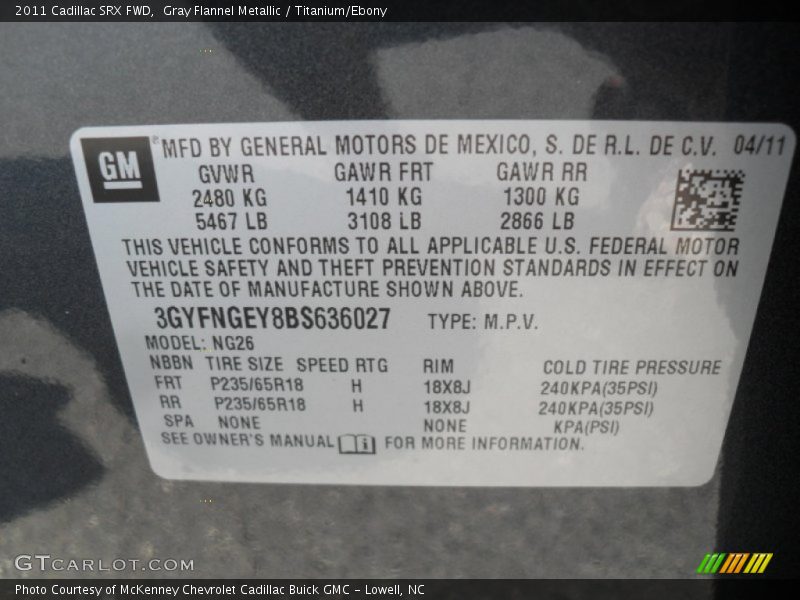 2011 Cadillac SRX FWD, Gray Flannel Metallic / Titanium/Ebony
GM® MFD BY GENERAL MOTORS DE MEXICO, S. DE R.L. DE C.V. 04/11
GVWR GAWR FRT GAWR RR
2480 KG 1410 KG 1300 KG
5467 LB 3108 LB 2866 LB
THIS VEHICLE CONFORMS TO ALL APPLICABLE U.S. FEDERAL MOTOR
VEHICLE SAFETY AND THEFT PREVENTION STANDARDS IN EFFECT ON
THE DATE OF MANUFACTURE SHOWN ABOVE.
3GYFNGEY8BS636027 TYPE: M.P.V.
MODEL: NG26
NBBN TIRE SIZE SPEED RTG RIM COLD TIRE PRESSURE
FRT P235/65R18 H 18X8J 240KPA(35PSI)
RR P235/65R18 H 18X8J 240KPA(35PSI)
SPA NONE NONE KPA(PSI)
SEE OWNER'S MANUAL FOR MORE INFORMATION.
GTCARLOT.COM
Photo Courtesy of McKenney Chevrolet Cadillac Buick GMC - Lowell, NC